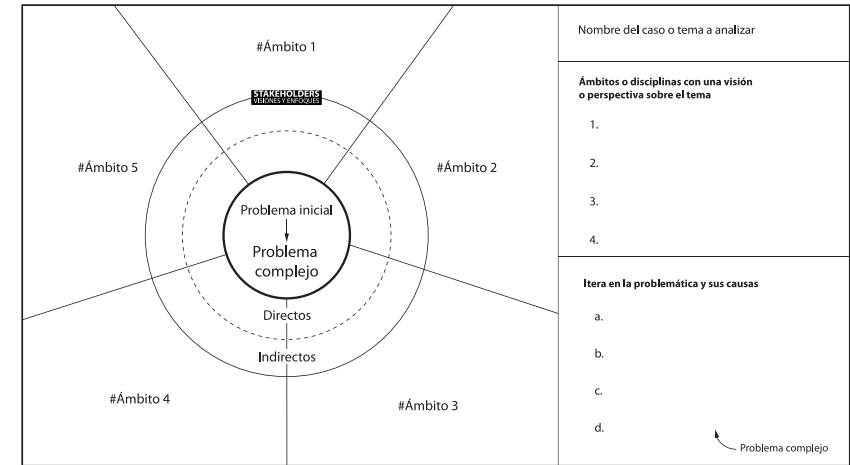 #Ámbito 1
STAKEHOLDERS
VISIONES Y ENFOQUES
#Ámbito 5
#Ámbito 2
Problema inicial
Problema
complejo
Directos
Indirectos
#Ámbito 4
#Ámbito 3
Nombre del caso o tema a analizar
Ámbitos o disciplinas con una visión
o perspectiva sobre el tema
1.
2.
3.
4.
Itera en la problemática y sus causas
a.
b.
c.
d.
Problema complejo